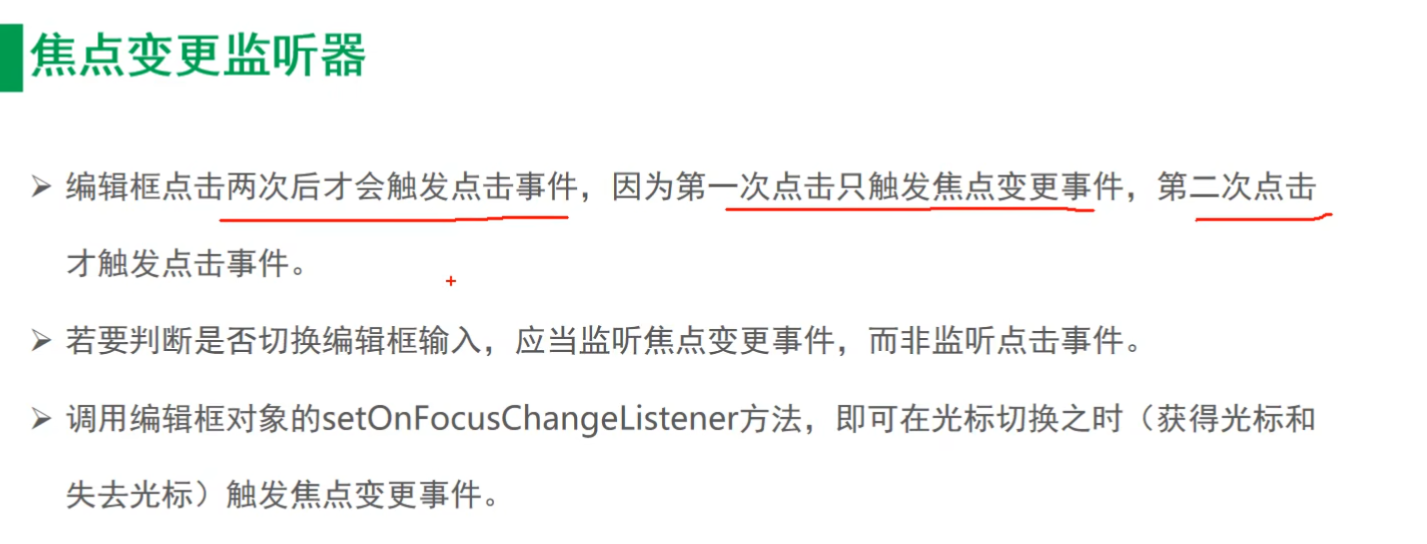 焦点变更监听器
➢ 编辑框点击两次后才会触发点击事件，因为第一次点击只触发焦点变更事件，第二次点击
才触发点击事件。
➢ 若要判断是否切换编辑框输入，应当监听焦点变更事件，而非监听点击事件。
➢ 调用编辑框对象的setOnFocusChangeListener方法，即可在光标切换之时（获得光标和
失去光标）触发焦点变更事件。